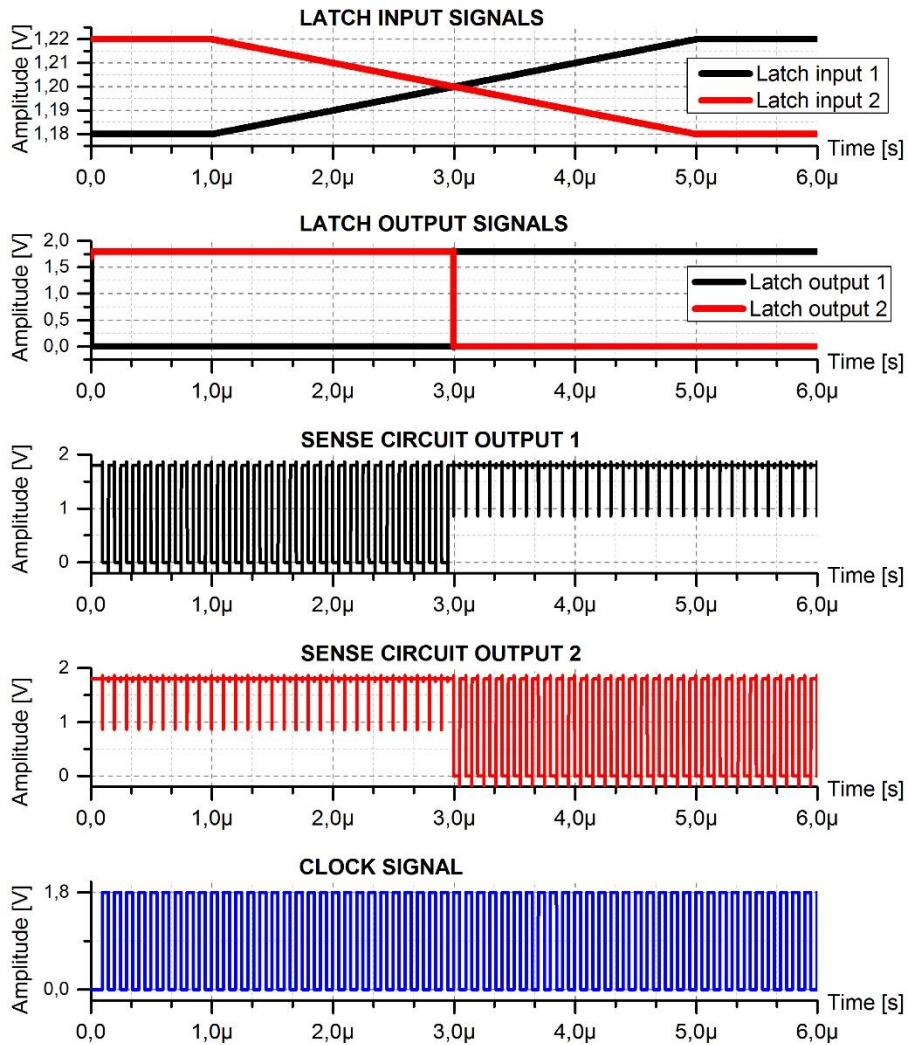 LATCH INPUT SIGNALS
Amplitude [V]
1,22
1,21
1,20
1,19
1,18
Latch input 1
Latch input 2
Time [s]
0,0 1,0µ 2,0µ 3,0µ 4,0µ 5,0µ 6,0µ
LATCH OUTPUT SIGNALS
Amplitude [V]
2,0
1,5
1,0
0,5
0,0
Latch output 1
Latch output 2
Time [s]
0,0 1,0µ 2,0µ 3,0µ 4,0µ 5,0µ 6,0µ
SENSE CIRCUIT OUTPUT 1
Amplitude [V]
2
1
0
Time [s]
0,0 1,0µ 2,0µ 3,0µ 4,0µ 5,0µ 6,0µ
SENSE CIRCUIT OUTPUT 2
Amplitude [V]
2
1
0
Time [s]
0,0 1,0µ 2,0µ 3,0µ 4,0µ 5,0µ 6,0µ
CLOCK SIGNAL
Amplitude [V]
1,8
0,0
Time [s]
0,0 1,0µ 2,0µ 3,0µ 4,0µ 5,0µ 6,0µ